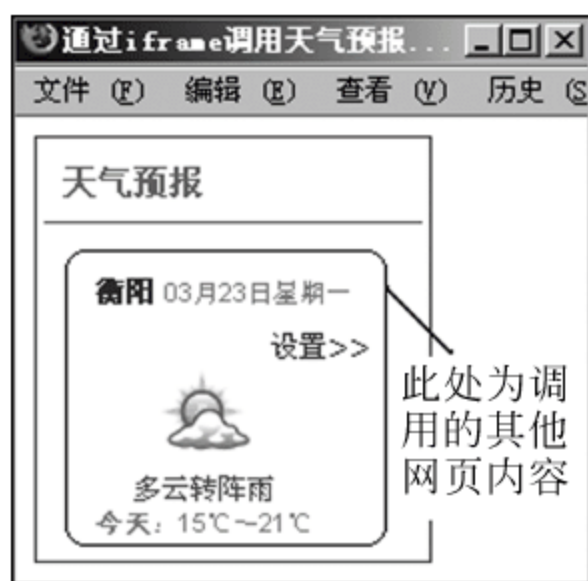 通过iframe调用天气预报...
文件 (F) 编辑 (E) 查看 (V) 历史 (S
天气预报
衡阳 03月23日星期一
设置>>
多云转阵雨
今天：15℃～21℃
此处为调
用的其他
网页内容